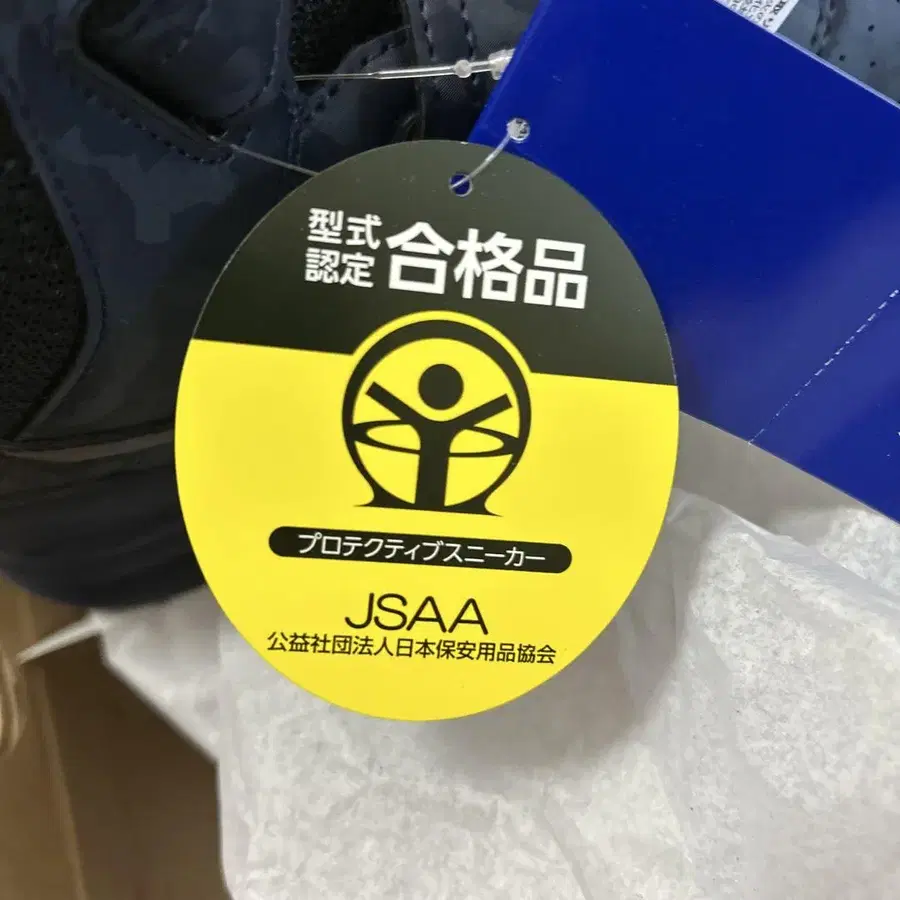 型式
認定
合格品
プロテクティブスニーカー
JSAA
公益社団法人日本保安用品協会